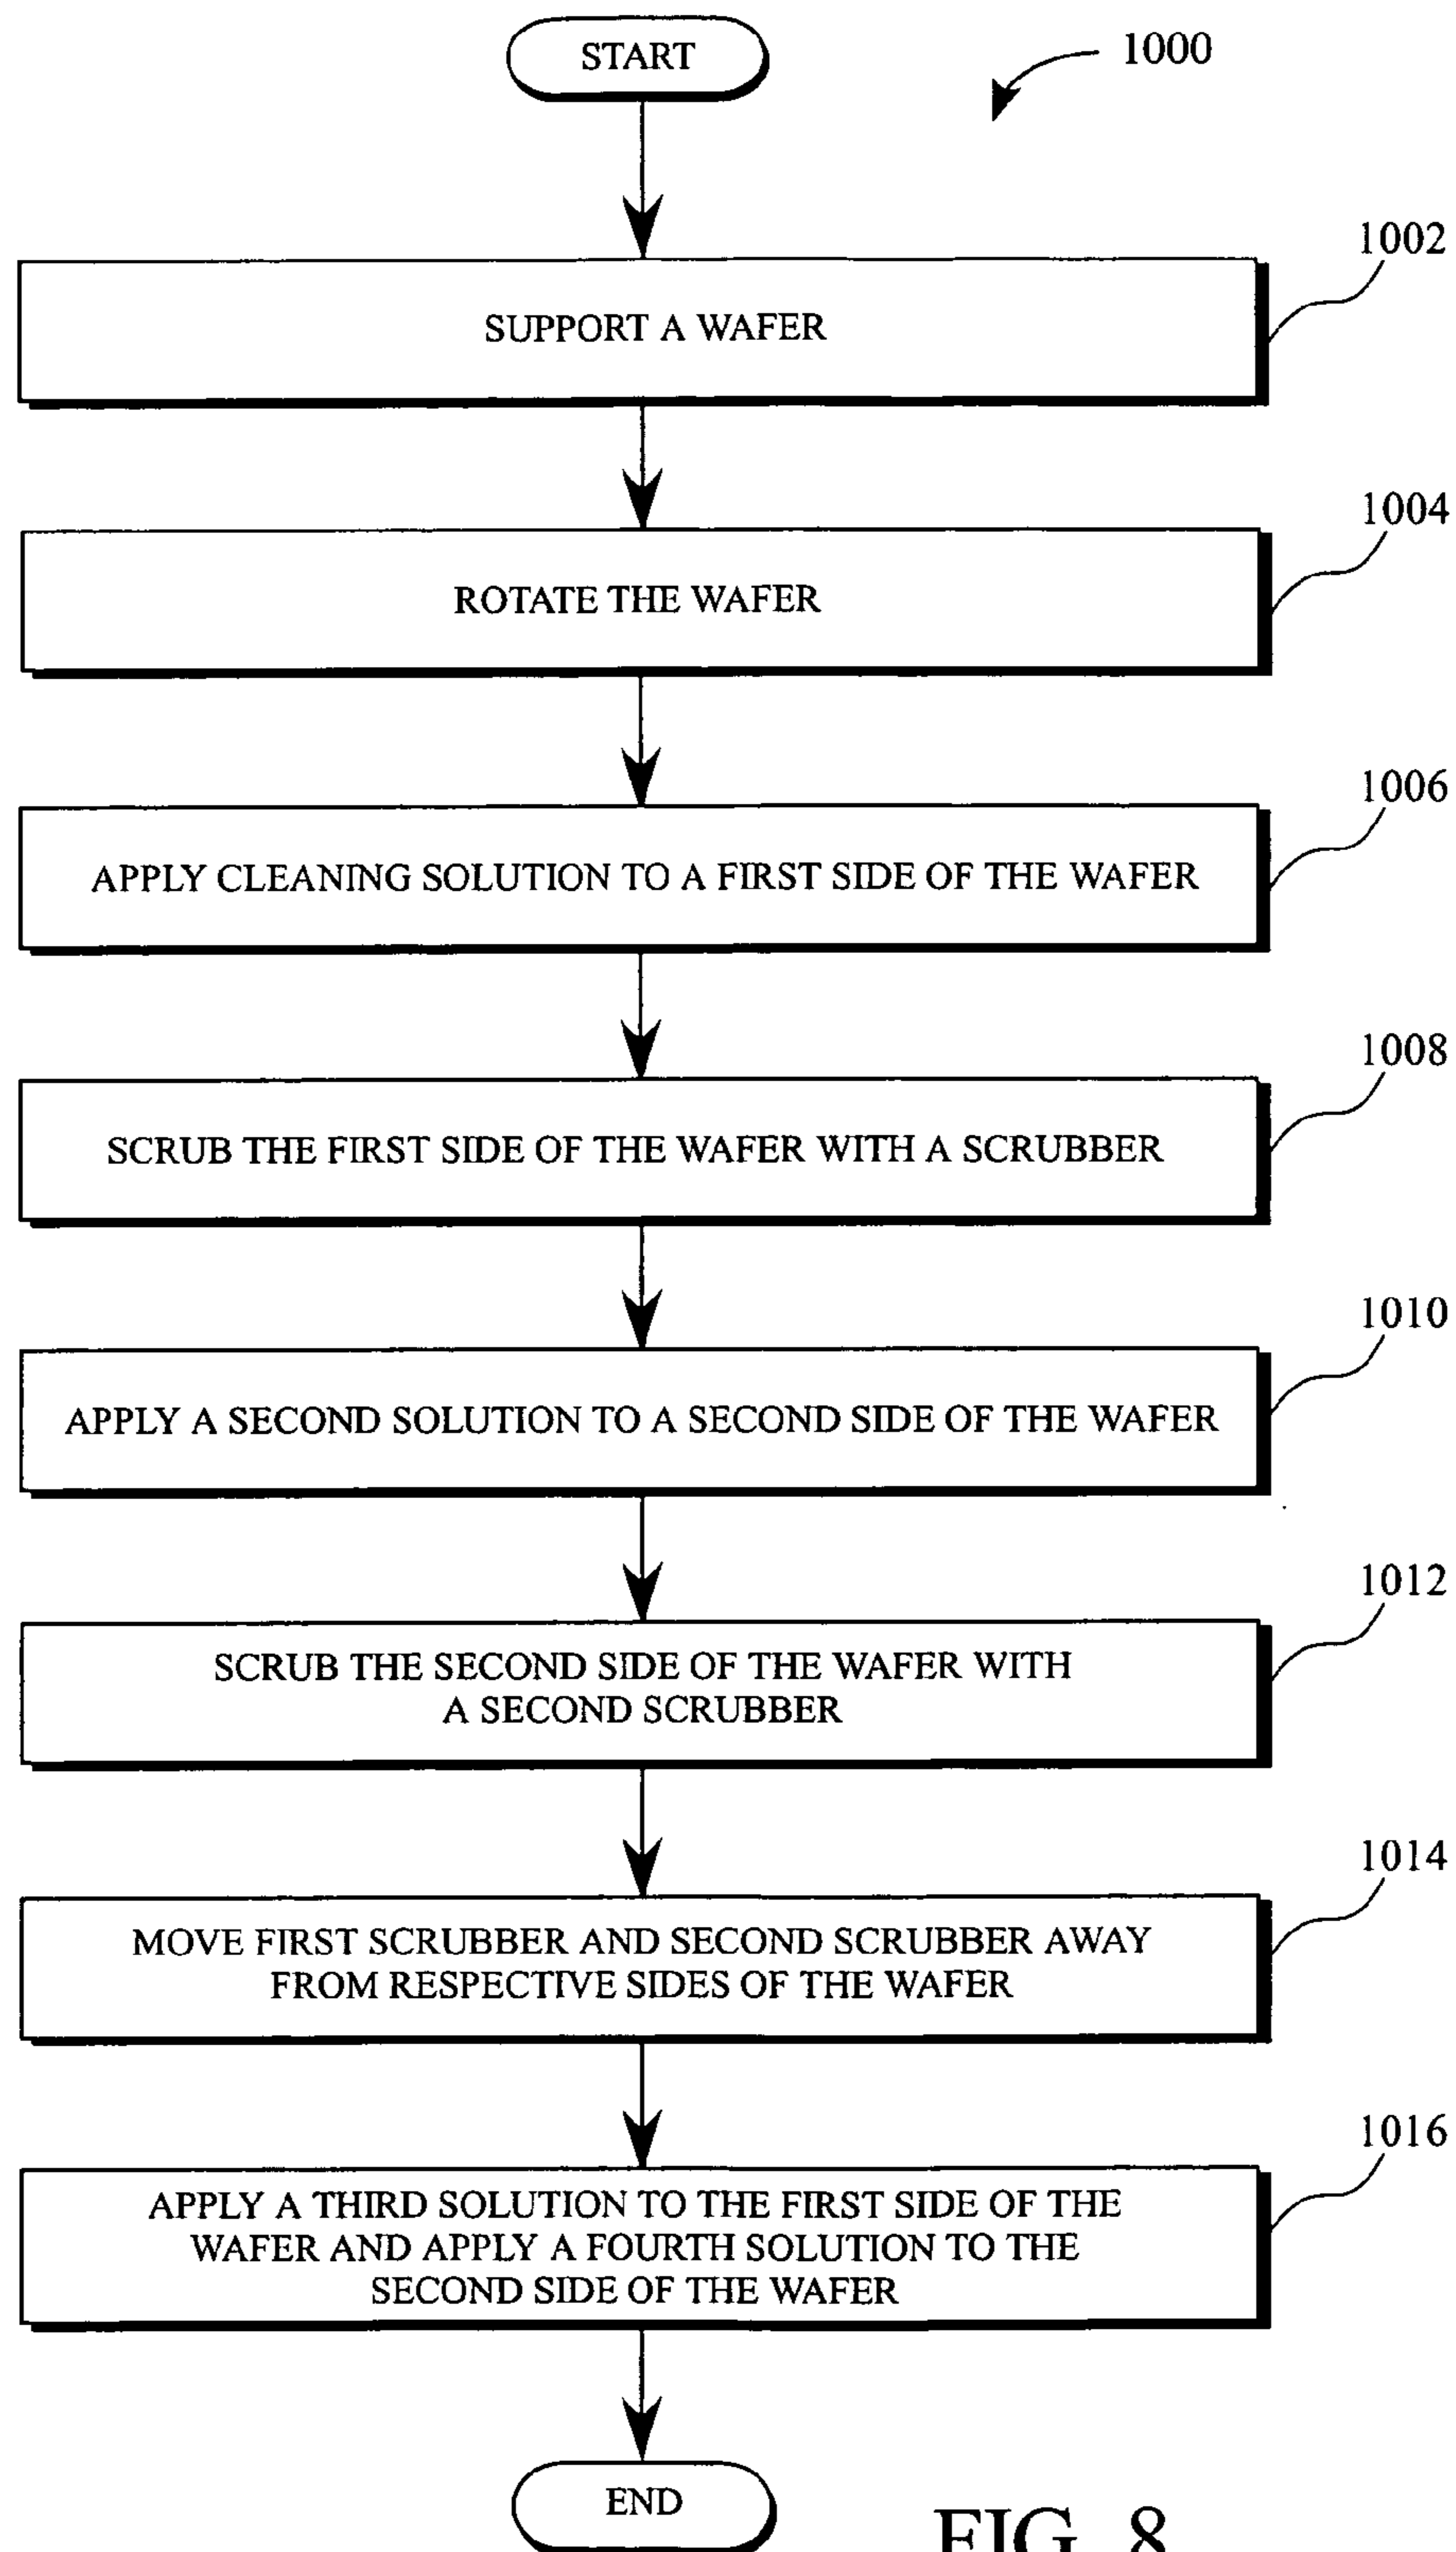 START
1000
1002
SUPPORT A WAFER
1004
ROTATE THE WAFER
1006
APPLY CLEANING SOLUTION TO A FIRST SIDE OF THE WAFER
1008
SCRUB THE FIRST SIDE OF THE WAFER WITH A SCRUBBER
1010
APPLY A SECOND SOLUTION TO A SECOND SIDE OF THE WAFER
1012
SCRUB THE SECOND SIDE OF THE WAFER WITH
A SECOND SCRUBBER
1014
MOVE FIRST SCRUBBER AND SECOND SCRUBBER AWAY
FROM RESPECTIVE SIDES OF THE WAFER
1016
APPLY A THIRD SOLUTION TO THE FIRST SIDE OF THE
WAFER AND APPLY A FOURTH SOLUTION TO THE
SECOND SIDE OF THE WAFER
END
FIG. 8